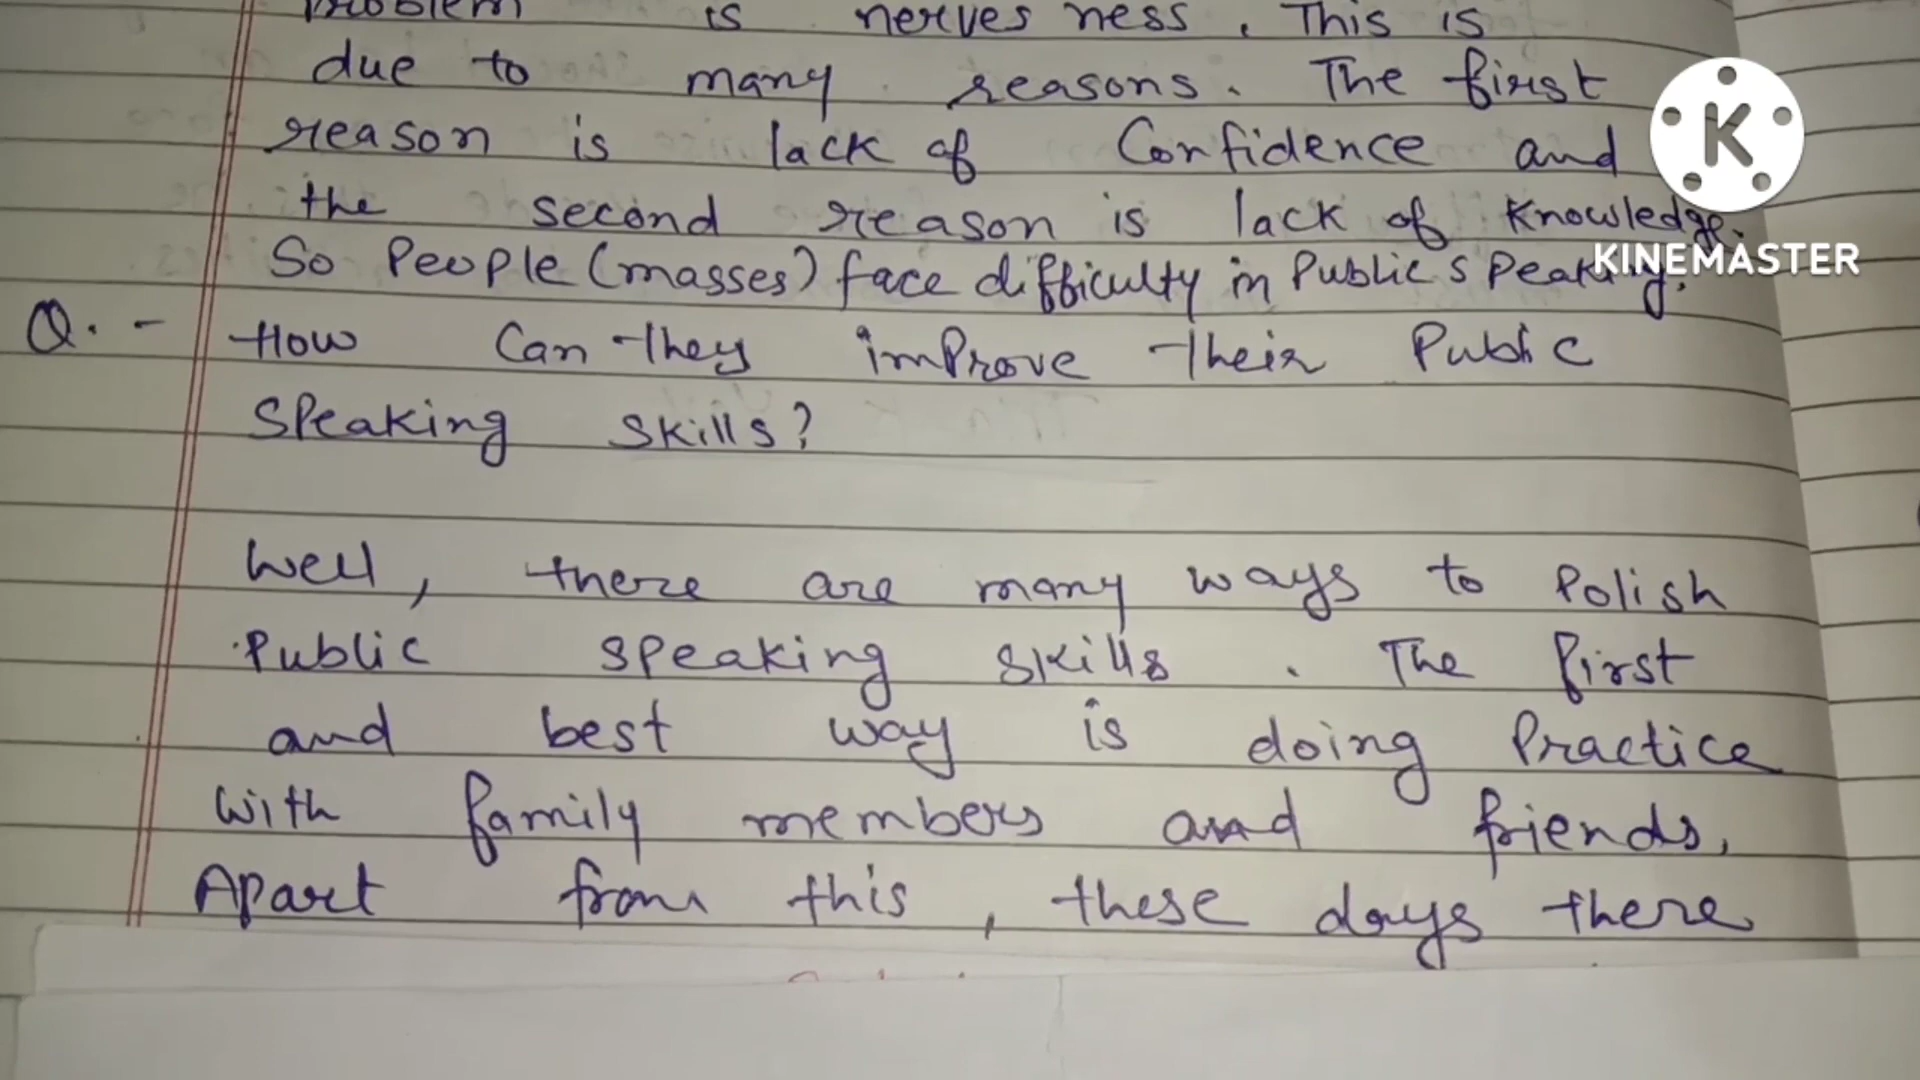 Problem is nervesness. This is
due to many reasons. The first
reason is lack of Confidence and
the second reason is lack of Knowledge.
So People (masses) face difficulty in Public speaking.
Q. - How Can they imProve their Public
Speaking skills?
Well, there are many ways to Polish
Public speaking skills. The first
and best way is doing Practice
with family members and friends.
Apart from this, these days there
K
KINEMASTER